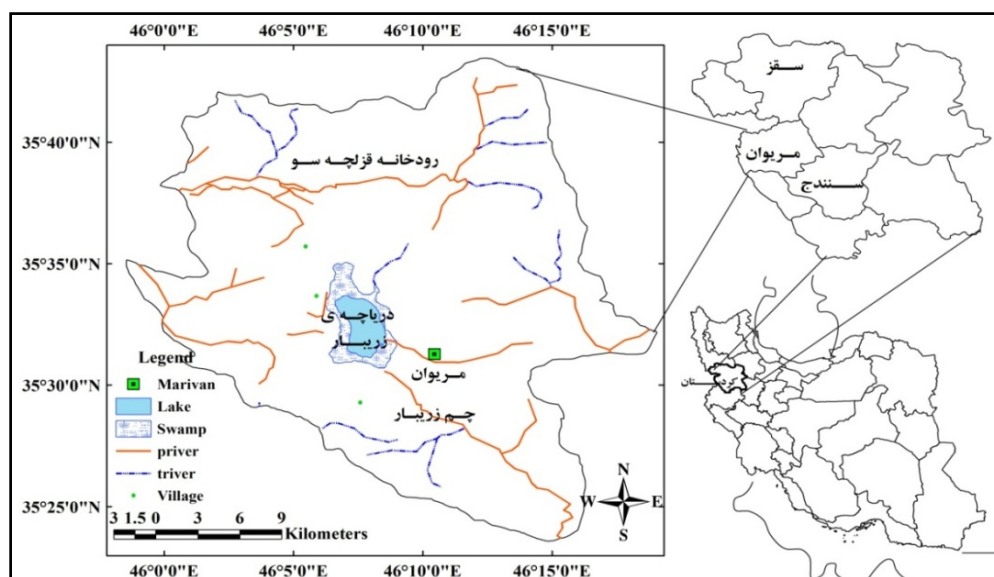 46°0'0"E 46°5'0"E 46°10'0"E 46°15'0"E
35°40'0"N
35°35'0"N
35°30'0"N
35°25'0"N
رودخانه قزلچه سو
دریاچه ی
زریبار
مریوان
چم زریبار
Legend
Marivan
Lake
Swamp
priver
triver
Village
3 1.5 0 3 6 9
Kilometers
N
W E
S
46°0'0"E 46°5'0"E 46°10'0"E 46°15'0"E
سقز
مریوان
سنندج
کردستان